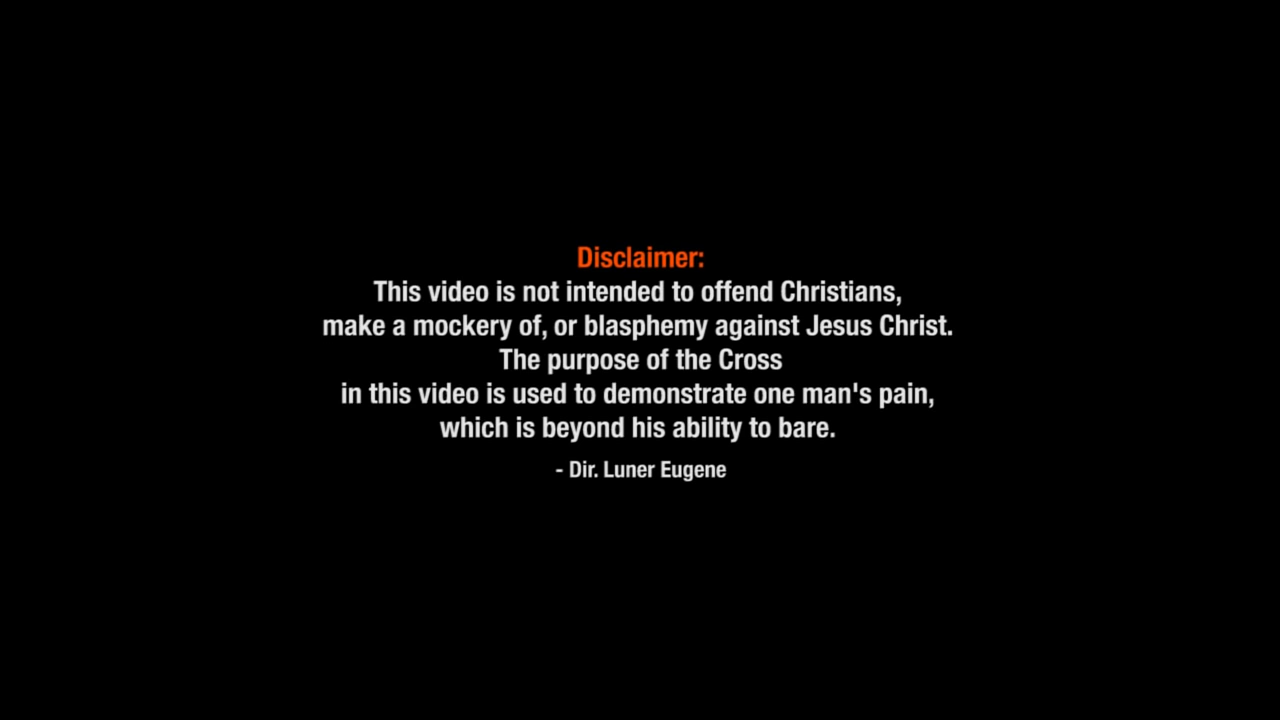 Disclaimer:
This video is not intended to offend Christians,
make a mockery of, or blasphemy against Jesus Christ.
The purpose of the Cross
in this video is used to demonstrate one man's pain,
which is beyond his ability to bare.
- Dir. Luner Eugene